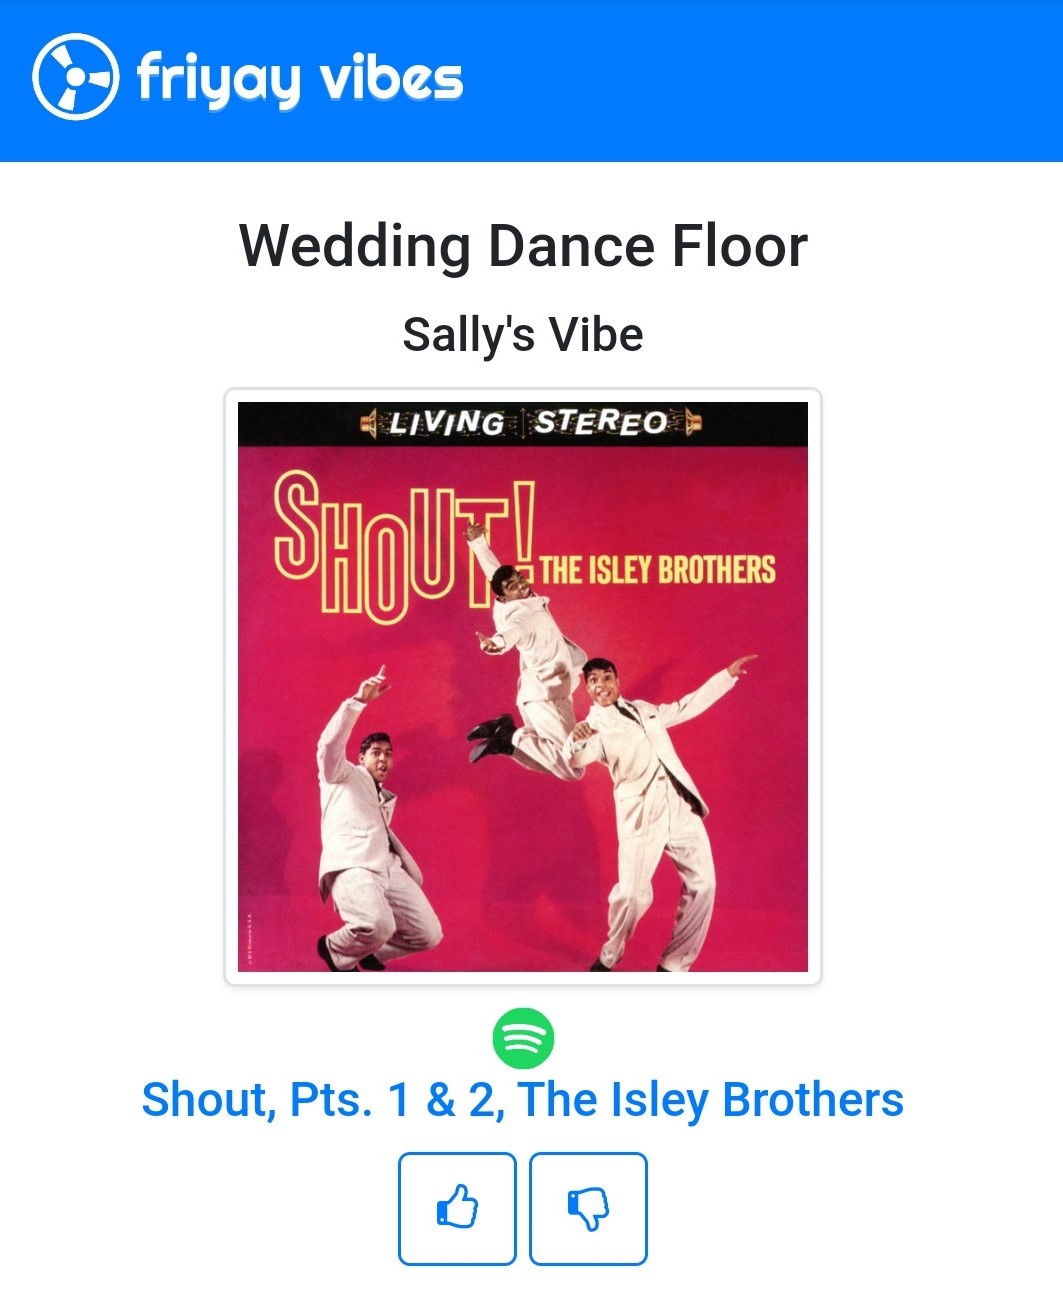 friyay vibes
Wedding Dance Floor
Sally's Vibe
LIVING STEREO
SHOUT!
THE ISLEY BROTHERS
Shout, Pts. 1 & 2, The Isley Brothers